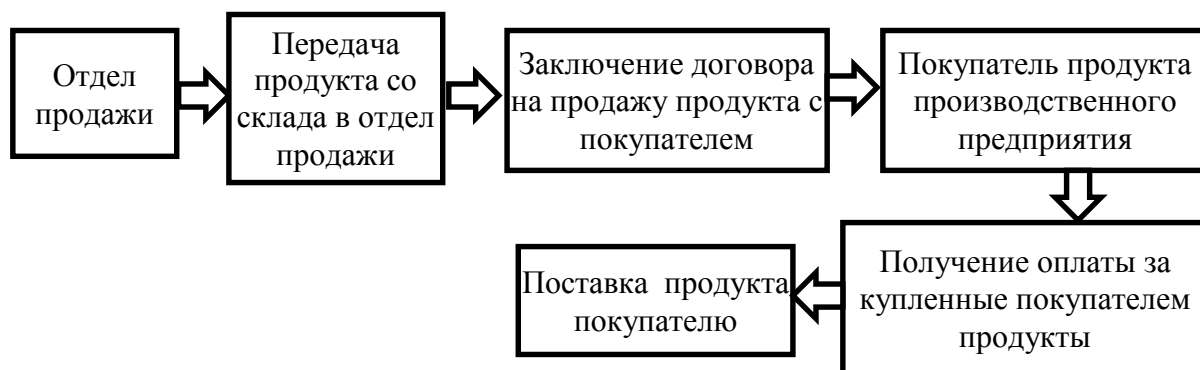 Отдел
продажи
Передача
продукта со
склада в отдел
продажи
Заключение договора
на продажу продукта с
покупателем
Покупатель продукта
производственного
предприятия
Получение оплаты за
купленные покупателем
продукты
Поставка продукта
покупателю